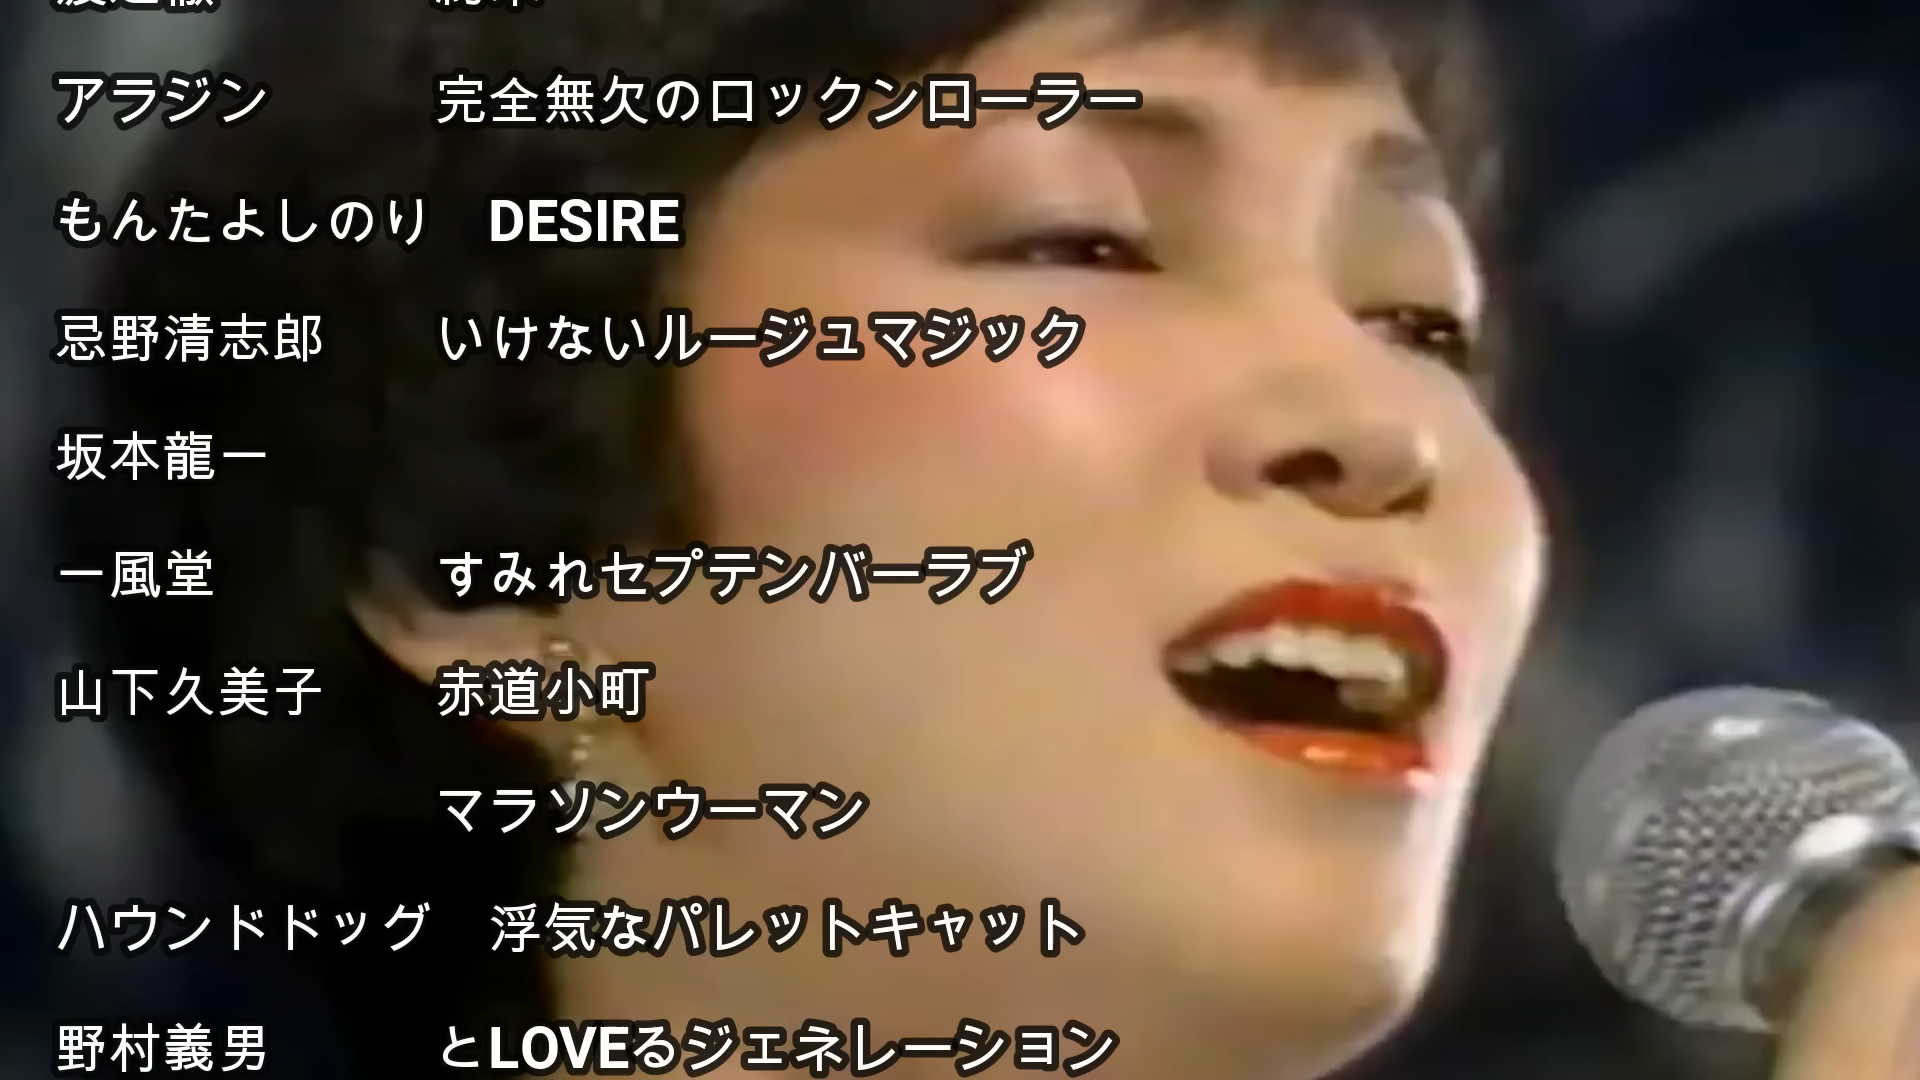 アラジン　完全無欠のロックンローラー
もんたよしのり　DESIRE
忌野清志郎　いけないルージュマジック
坂本龍一
一風堂　すみれセプテンバーラブ
山下久美子　赤道小町
マラソンウーマン
ハウンドドッグ　浮気なパレットキャット
野村義男　とLOVEるジェネレーション